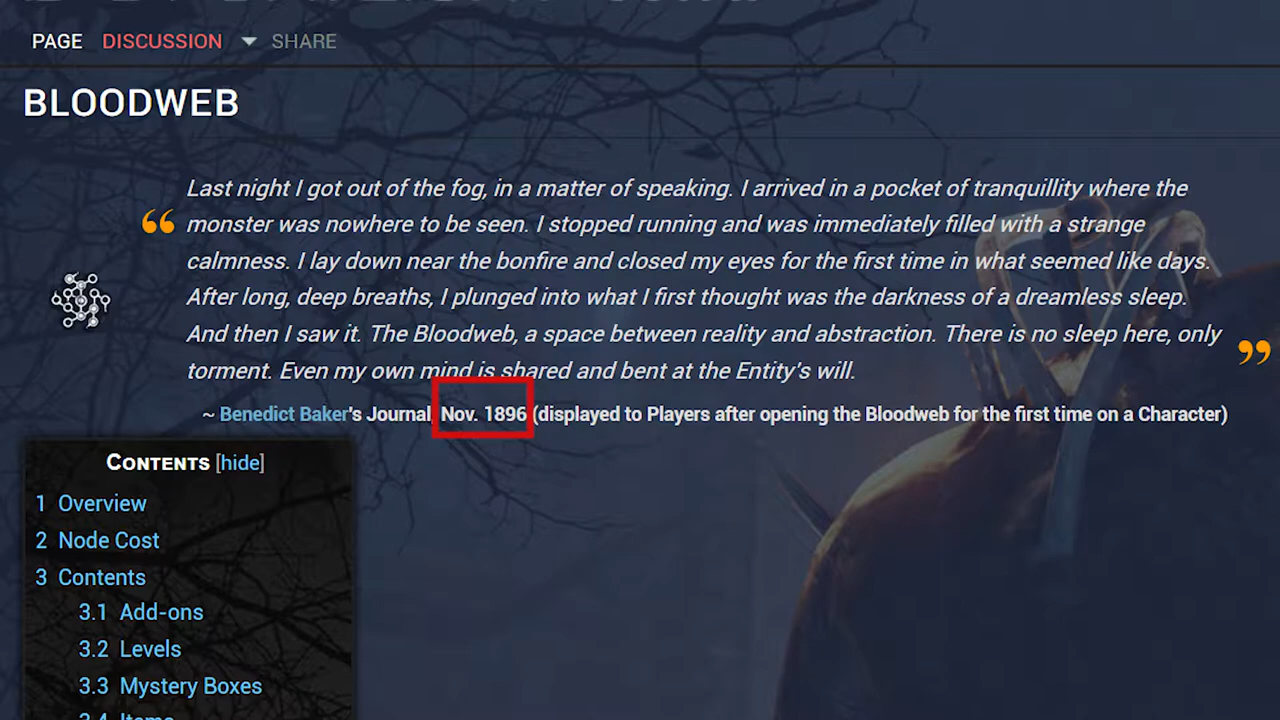 PAGE DISCUSSION SHARE
BLOODWEB
“ Last night I got out of the fog, in a matter of speaking. I arrived in a pocket of tranquillity where the
monster was nowhere to be seen. I stopped running and was immediately filled with a strange
calmness. I lay down near the bonfire and closed my eyes for the first time in what seemed like days.
After long, deep breaths, I plunged into what I first thought was the darkness of a dreamless sleep.
And then I saw it. The Bloodweb, a space between reality and abstraction. There is no sleep here, only
torment. Even my own mind is shared and bent at the Entity's will. ”
~ Benedict Baker's Journal, Nov. 1896 (displayed to Players after opening the Bloodweb for the first time on a Character)
CONTENTS [hide]
1 Overview
2 Node Cost
3 Contents
3.1 Add-ons
3.2 Levels
3.3 Mystery Boxes
3.4 Items